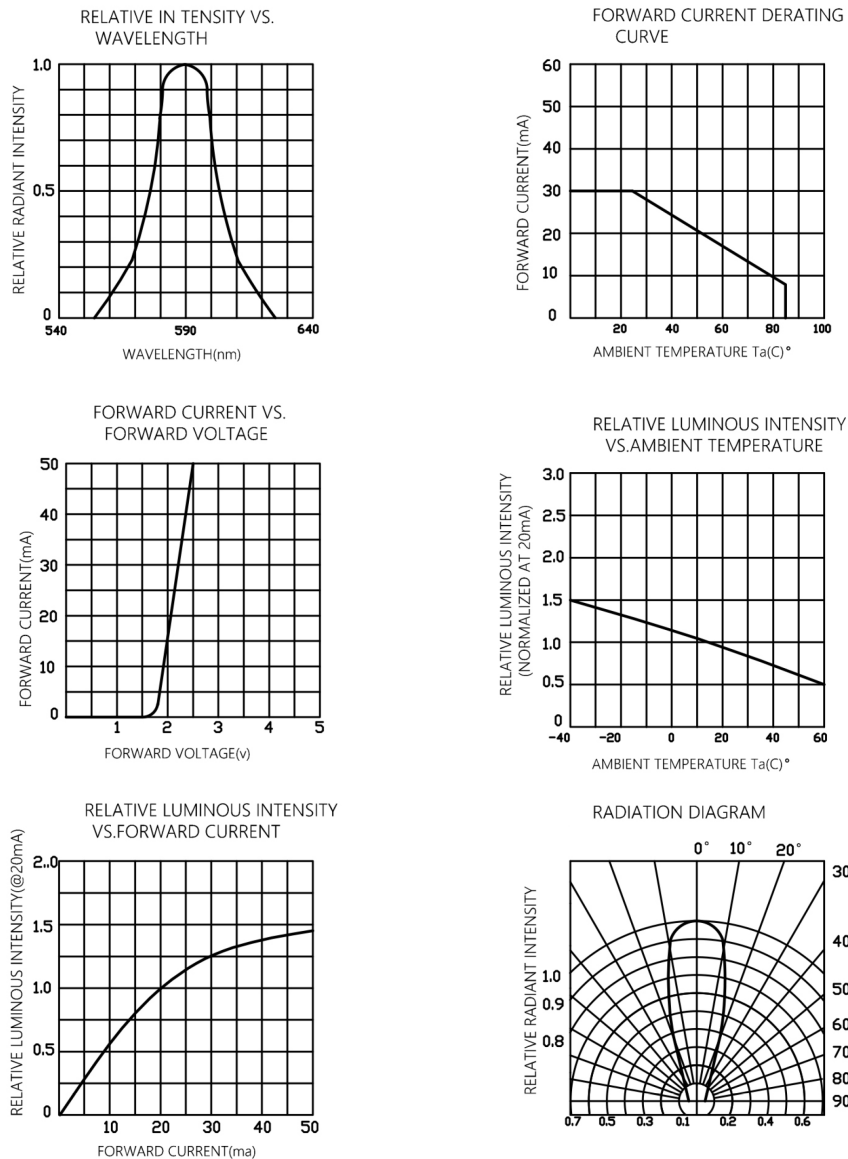 RELATIVE IN TENSITY VS.
WAVELENGTH
RELATIVE RADIANT INTENSITY
1.0
0.5
0
540
590
640
WAVELENGTH(nm)
FORWARD CURRENT DERATING
CURVE
FORWARD CURRENT(mA)
60
50
40
30
20
10
0
20
40
60
80
100
AMBIENT TEMPERATURE Ta(C)°
FORWARD CURRENT VS.
FORWARD VOLTAGE
FORWARD CURRENT(mA)
50
40
30
20
10
0
1
2
3
4
5
FORWARD VOLTAGE(v)
RELATIVE LUMINOUS INTENSITY
VS.AMBIENT TEMPERATURE
RELATIVE LUMINOUS INTENSITY
(NORMALIZED AT 20mA)
3.0
2.5
2.0
1.5
1.0
0.5
0
-40
-20
0
20
40
60
AMBIENT TEMPERATURE Ta(C)°
RELATIVE LUMINOUS INTENSITY
VS.FORWARD CURRENT
RELATIVE LUMINOUS INTENSITY(@20mA)
2..0
1.5
1.0
0.5
0
0
10
20
30
40
50
FORWARD CURRENT(ma)
RADIATION DIAGRAM
RELATIVE RADIANT INTENSITY
0° 10° 20°
30
40
50
60
70
80
90
1.0
0.9
0.8
0.7 0.5 0.3 0.1 0.2 0.4 0.6